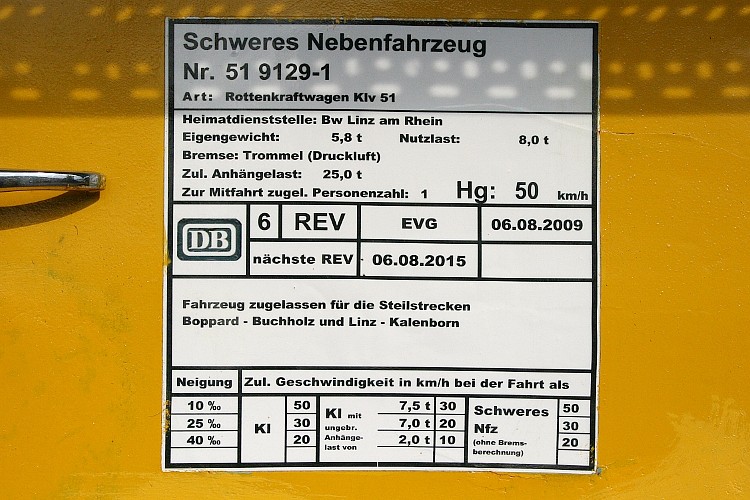 Schweres Nebenfahrzeug
Nr. 51 9129-1
Art: Rottenkraftwagen Klv 51
Heimatdienststelle: Bw Linz am Rhein
Eigengewicht: 5,8 t Nutzlast: 8,0 t
Bremse: Trommel (Druckluft)
Zul. Anhängelast: 25,0 t
Zur Mitfahrt zugel. Personenzahl: 1 Hg: 50 km/h
DB 6 REV EVG 06.08.2009
nächste REV 06.08.2015
Fahrzeug zugelassen für die Steilstrecken
Boppard - Buchholz und Linz - Kalenborn
Neigung Zul. Geschwindigkeit in km/h bei der Fahrt als
10 ‰ 50 7,5 t 30 50
25 ‰ 30 7,0 t 20 30
40 ‰ 20 2,0 t 10 20
Kl
Kl mit
ungebr.
Anhänge-
last von
Schweres
Nfz
(ohne Brems-
berechnung)